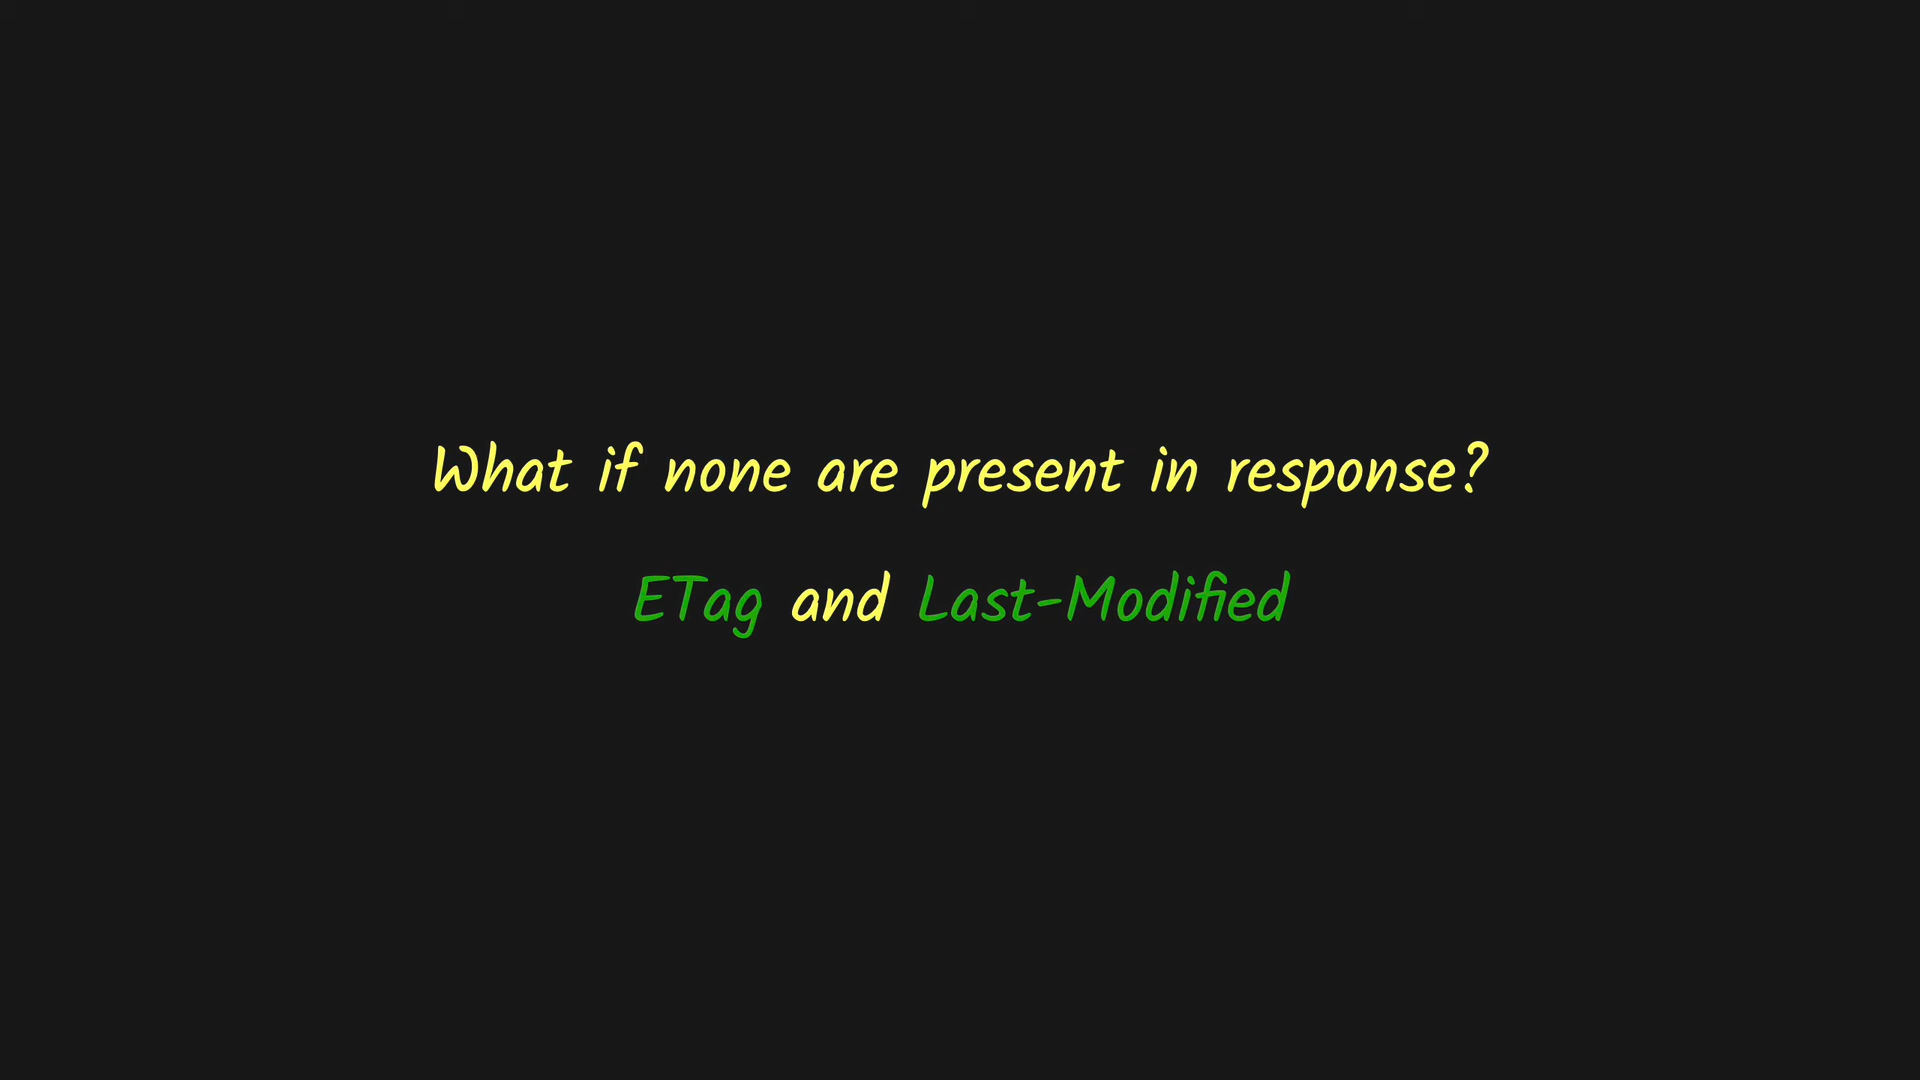 What if none are present in response?
ETag and Last-Modified